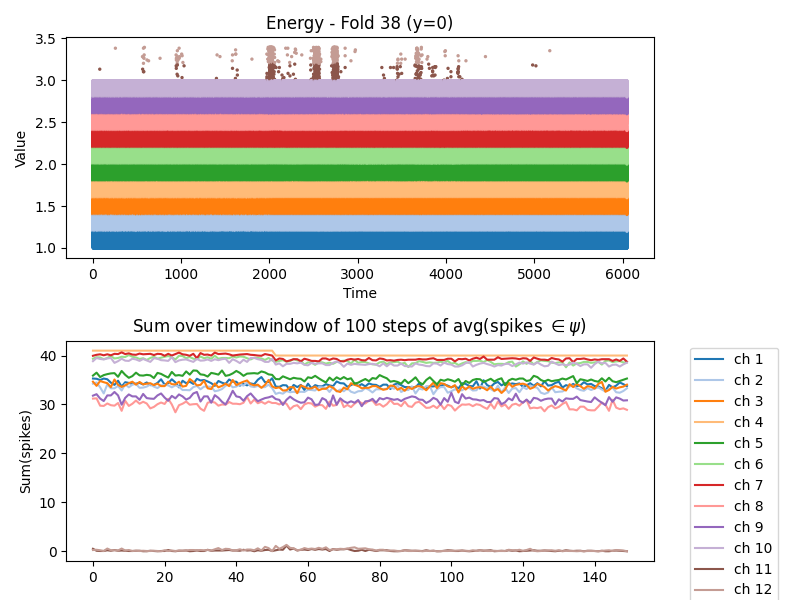 Energy - Fold 38 (y=0)
3.5
3.0
2.5
2.0
1.5
1.0
Value
0 1000 2000 3000 4000 5000 6000
Time
Sum over timewindow of 100 steps of avg(spikes ∈ψ)
40
30
20
10
0
Sum(spikes)
0 20 40 60 80 100 120 140
ch 1
ch 2
ch 3
ch 4
ch 5
ch 6
ch 7
ch 8
ch 9
ch 10
ch 11
ch 12